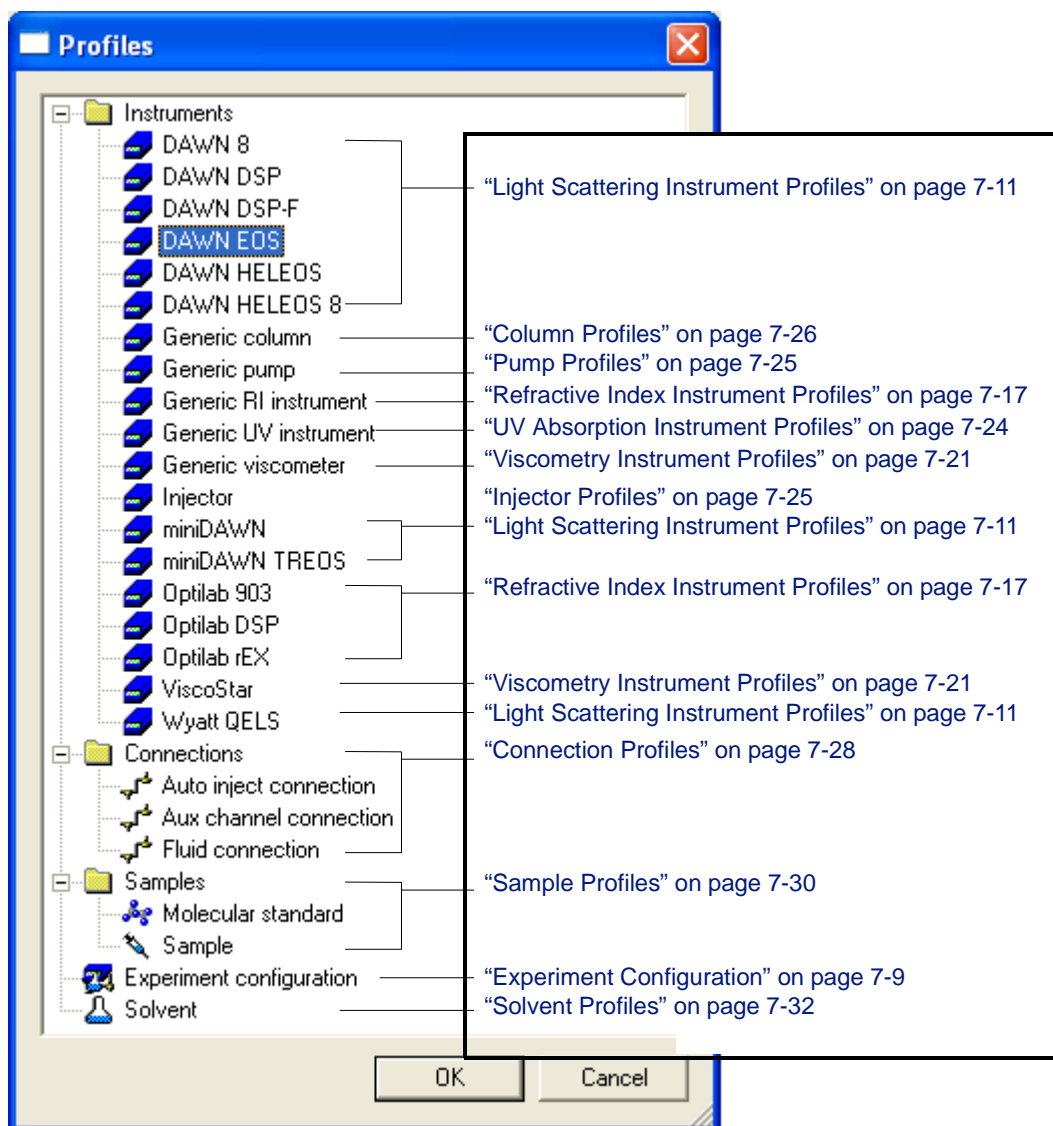 Profiles
Instruments
DAWN 8
DAWN DSP
“Light Scattering Instrument Profiles” on page 7-11
DAWN DSP-F
DAWN EOS
DAWN HELEOS
DAWN HELEOS 8
Generic column “Column Profiles” on page 7-26
Generic pump “Pump Profiles” on page 7-25
Generic RI instrument “Refractive Index Instrument Profiles” on page 7-17
Generic UV instrument “UV Absorption Instrument Profiles” on page 7-24
Generic viscometer “Viscometry Instrument Profiles” on page 7-21
Injector “Injector Profiles” on page 7-25
miniDAWN “Light Scattering Instrument Profiles” on page 7-11
miniDAWN TREOS
Optilab 903 “Refractive Index Instrument Profiles” on page 7-17
Optilab DSP
Optilab rEX
ViscoStar “Viscometry Instrument Profiles” on page 7-21
Wyatt QELS “Light Scattering Instrument Profiles” on page 7-11
Connections “Connection Profiles” on page 7-28
Auto inject connection
Aux channel connection
Fluid connection
Samples “Sample Profiles” on page 7-30
Molecular standard
Sample
Experiment configuration “Experiment Configuration” on page 7-9
Solvent “Solvent Profiles” on page 7-32
OK Cancel